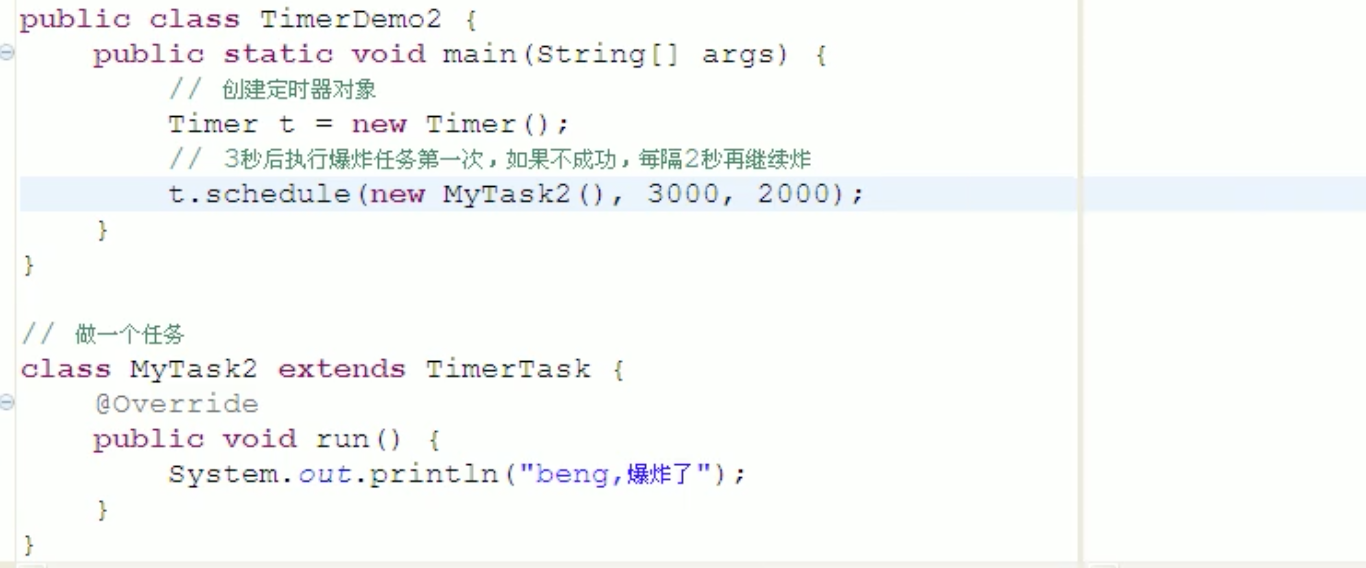 public class TimerDemo2 {
public static void main(String[] args) {
// 创建定时器对象
Timer t = new Timer();
// 3秒后执行爆炸任务第一次，如果不成功，每隔2秒再继续炸
t.schedule(new MyTask2(), 3000, 2000);
}
}
// 做一个任务
class MyTask2 extends TimerTask {
@Override
public void run() {
System.out.println("beng,爆炸了");
}
}